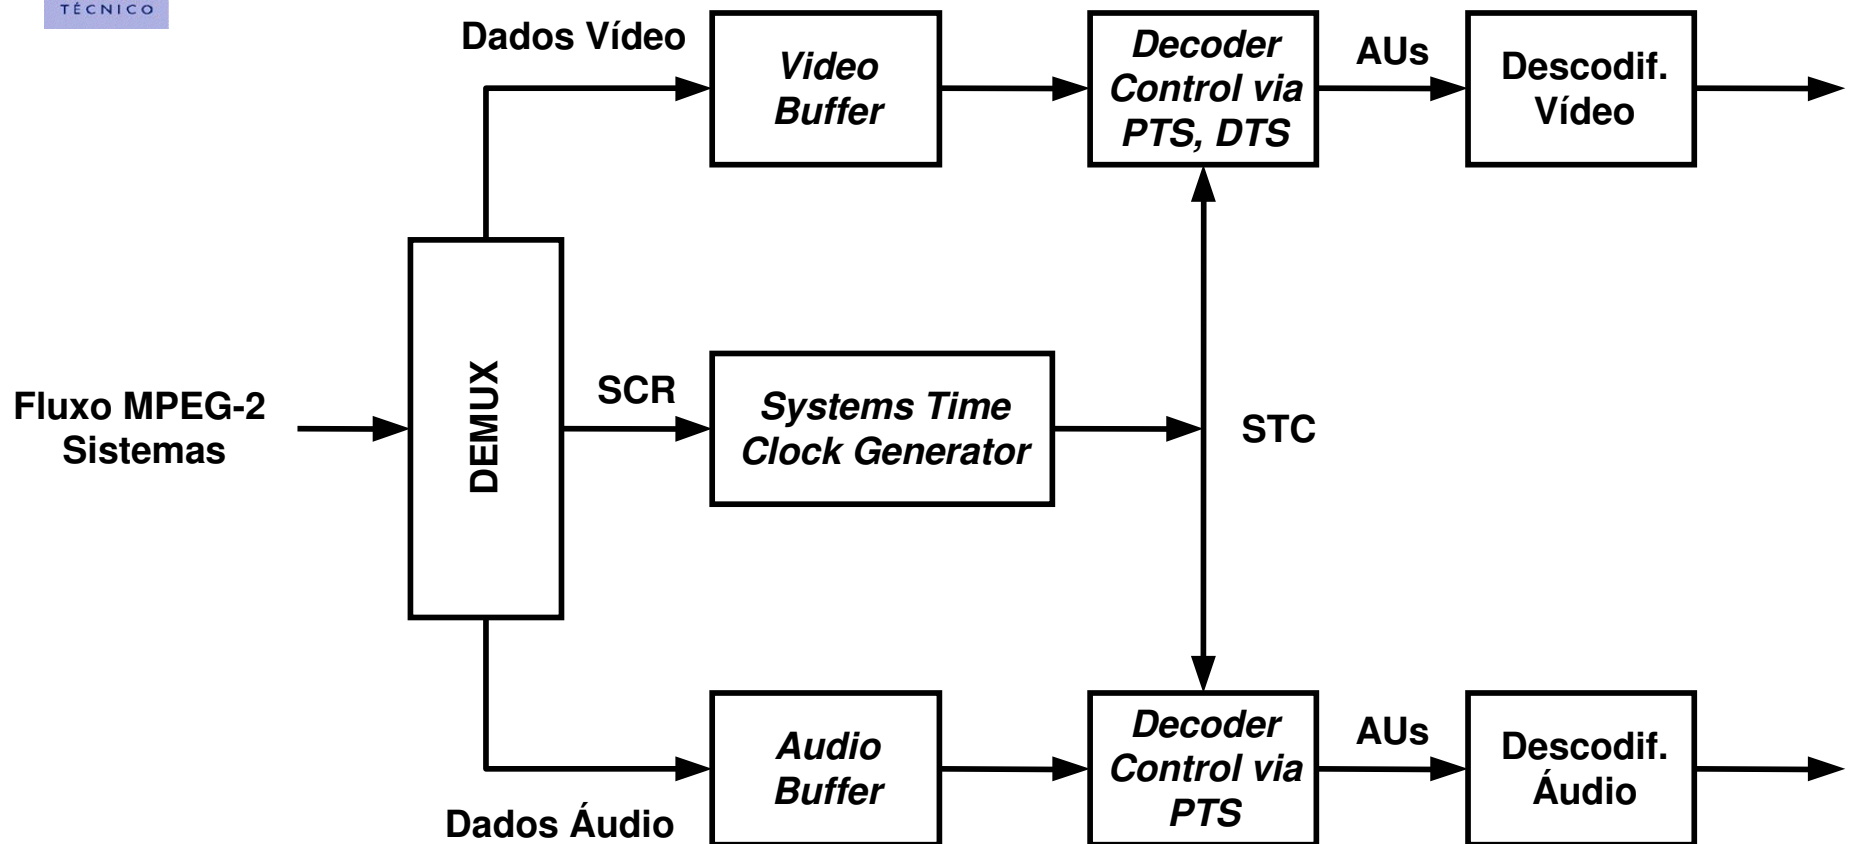 TÉCNICO
Dados Vídeo
Video
Buffer
Decoder
Control via
PTS, DTS
AUs
Descodif.
Vídeo
Fluxo MPEG-2
Sistemas
DEMUX
SCR
Systems Time
Clock Generator
STC
Dados Áudio
Audio
Buffer
Decoder
Control via
PTS
AUs
Descodif.
Áudio